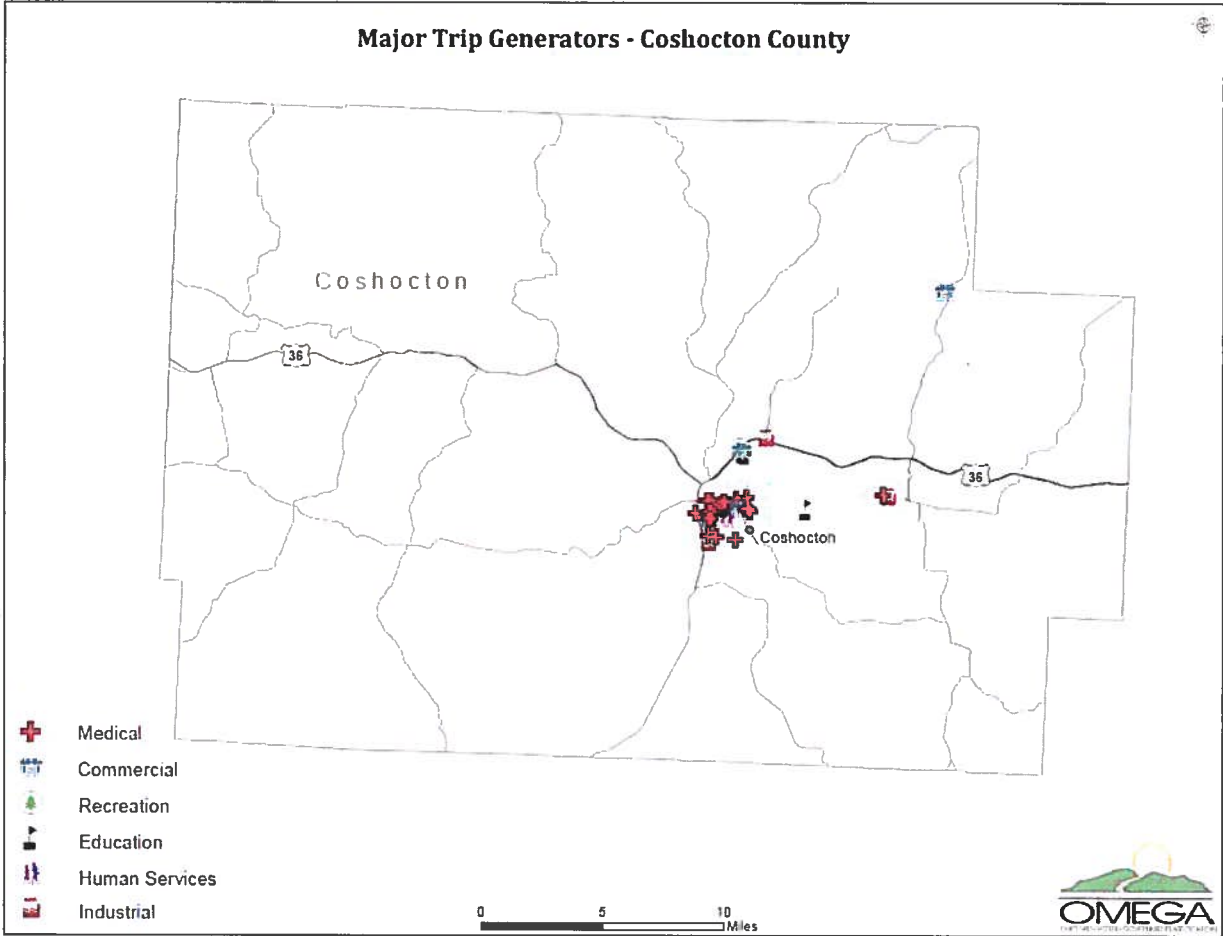 Major Trip Generators - Coshocton County
Coshocton
36
36
Coshocton
Medical
Commercial
Recreation
Education
Human Services
Industrial
0 5 10
Miles
OMEGA